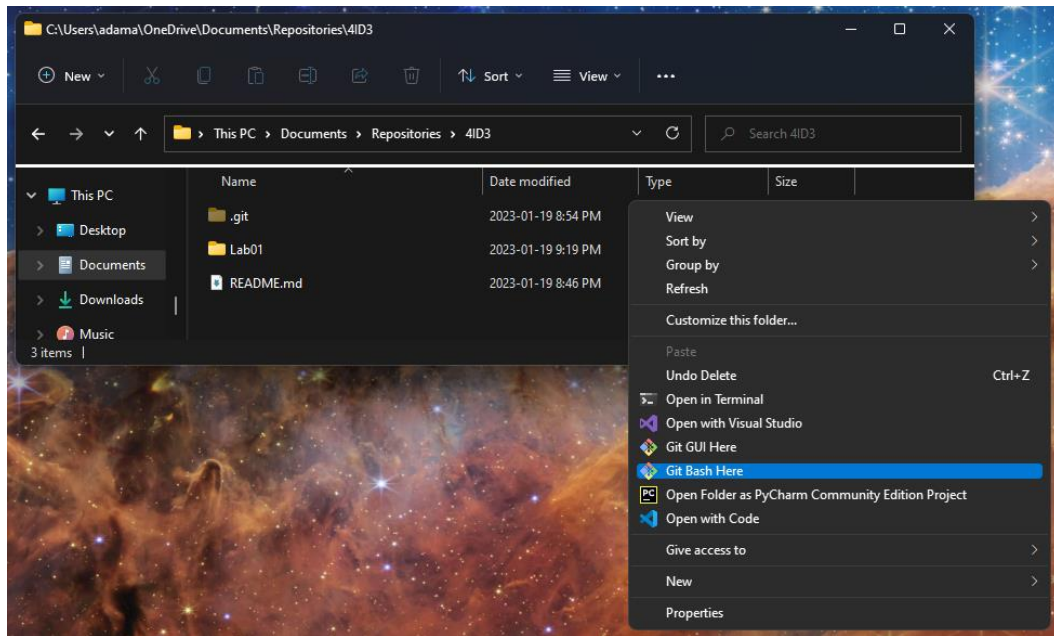 C:\Users\adama\OneDrive\Documents\Repositories\4ID3
New
Sort
View
This PC > Documents > Repositories > 4ID3
Search 4ID3
Name Date modified Type Size
This PC
Desktop
Documents
Downloads
Music
.git 2023-01-19 8:54 PM
Lab01 2023-01-19 9:19 PM
README.md 2023-01-19 8:46 PM
3 items
View
Sort by
Group by
Refresh
Customize this folder...
Paste
Undo Delete Ctrl+Z
Open in Terminal
Open with Visual Studio
Git GUI Here
Git Bash Here
PC Open Folder as PyCharm Community Edition Project
Open with Code
Give access to
New
Properties